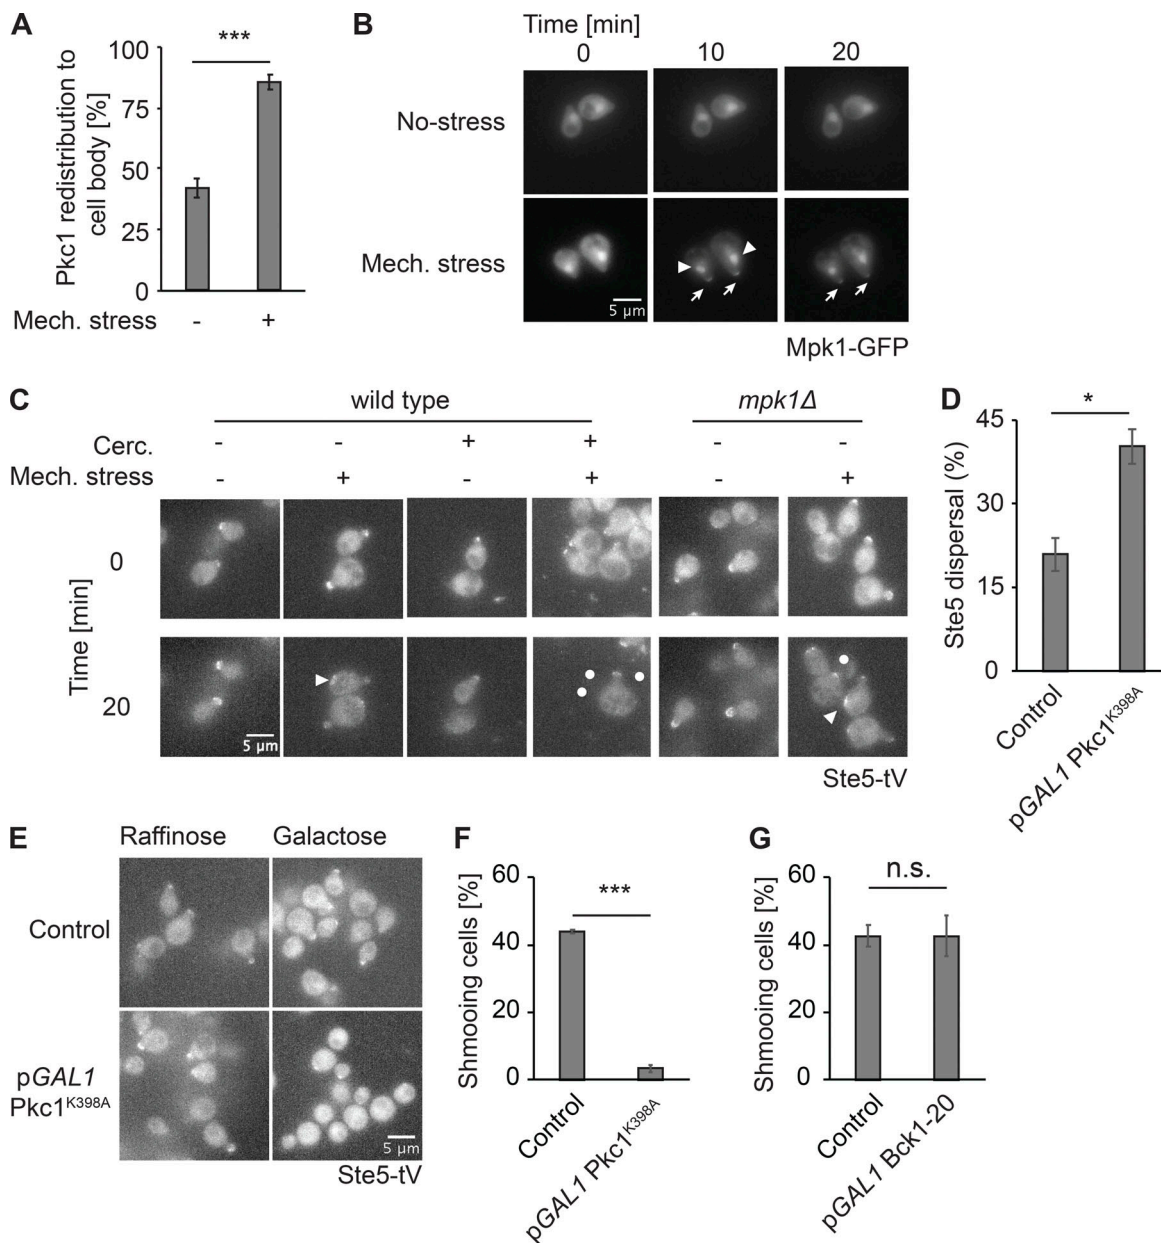 A
100
75
50
25
0
Pkc1 redistribution to
cell body [%]
***
Mech. stress - +
B
Time [min]
0 10 20
No-stress
Mech. stress
5 µm
Mpk1-GFP
C
wild type mpk1Δ
Cerc. - - + + - -
Mech. stress - + - + - +
Time [min]
0
20
5 µm
Ste5-tV
D
45
30
15
0
Ste5 dispersal (%)
*
Control
pGAL1 Pkc1K398A
E
Raffinose Galactose
Control
pGAL1
Pkc1K398A
5 µm
Ste5-tV
F
60
40
20
0
Shmooing cells [%]
***
Control
pGAL1 Pkc1K398A
G
60
40
20
0
Shmooing cells [%]
n.s.
Control
pGAL1 Bck1-20